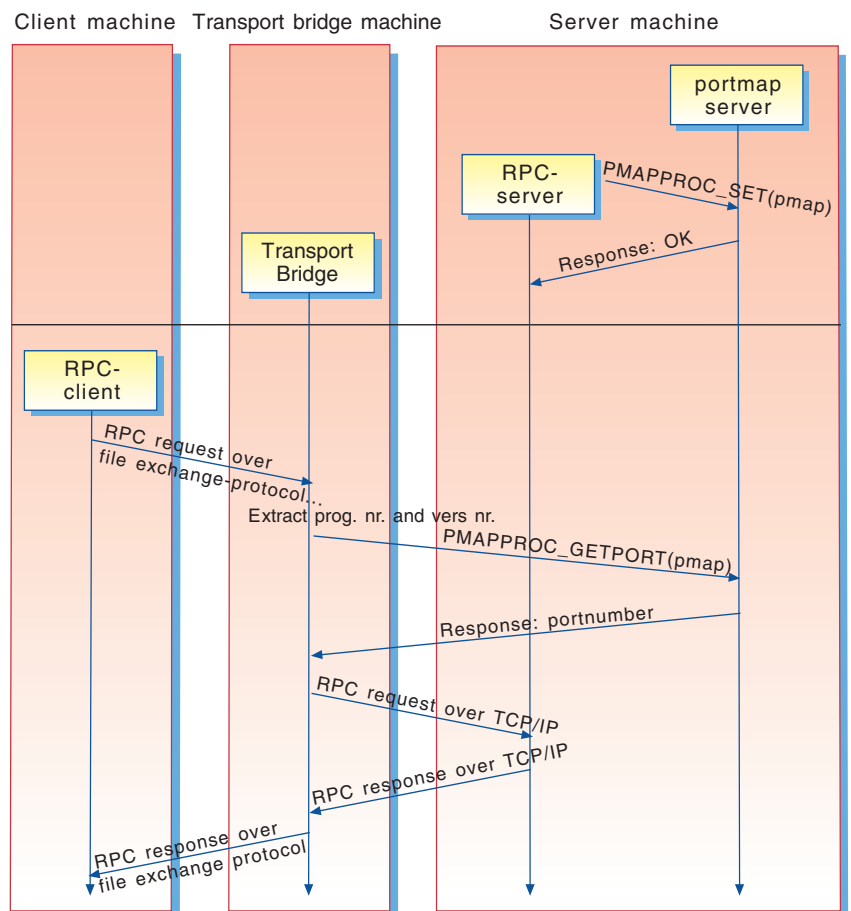 Client machine
Transport bridge machine
Server machine
portmap
server
RPC-
server
PMAPPROC_SET(pmap)
Response: OK
Transport
Bridge
RPC-
client
RPC request over
file exchange-protocol...
Extract prog. nr. and vers nr.
PMAPPROC_GETPORT(pmap)
Response: portnumber
RPC request over TCP/IP
RPC response over TCP/IP
RPC response over
file exchange protocol